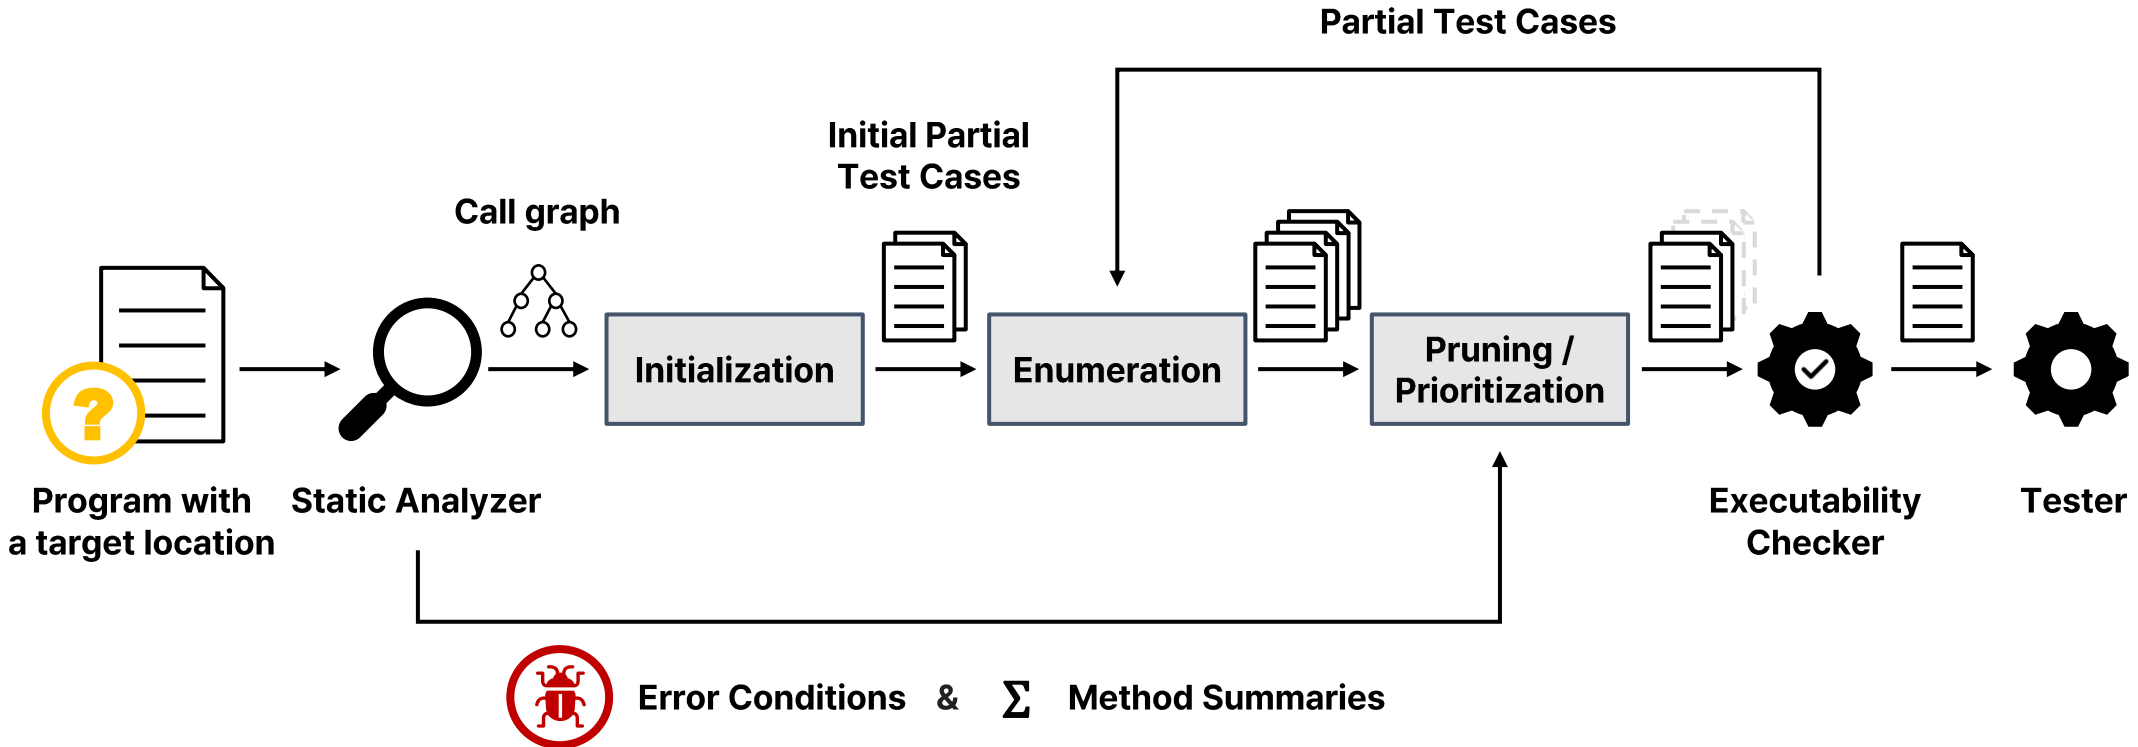 Partial Test Cases
Initial Partial
Test Cases
Call graph
Initialization
Enumeration
Pruning /
Prioritization
?
Program with
a target location
Static Analyzer
Executability
Checker
Tester
Error Conditions & Σ Method Summaries